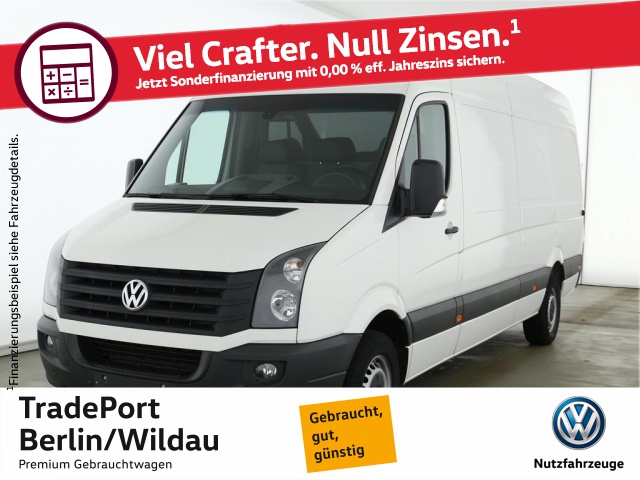 Viel Crafter. Null Zinsen.¹
Jetzt Sonderfinanzierung mit 0,00 % eff. Jahreszins sichern.
¹Finanzierungsbeispiel siehe Fahrzeugdetails.
TradePort
Berlin/Wildau
Premium Gebrauchtwagen
Gebraucht,
gut,
günstig
Nutzfahrzeuge